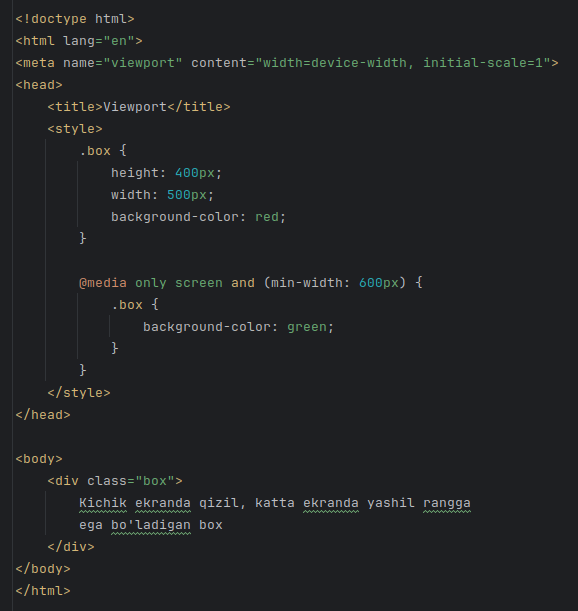 <!doctype html>
<html lang="en">
<meta name="viewport" content="width=device-width, initial-scale=1">
<head>
    <title>Viewport</title>
    <style>
        .box {
            height: 400px;
            width: 500px;
            background-color: red;
        }

        @media only screen and (min-width: 600px) {
            .box {
                background-color: green;
            }
        }
    </style>
</head>

<body>
    <div class="box">
        Kichik ekranda qizil, katta ekranda yashil rangga
        ega bo'ladigan box
    </div>
</body>
</html>